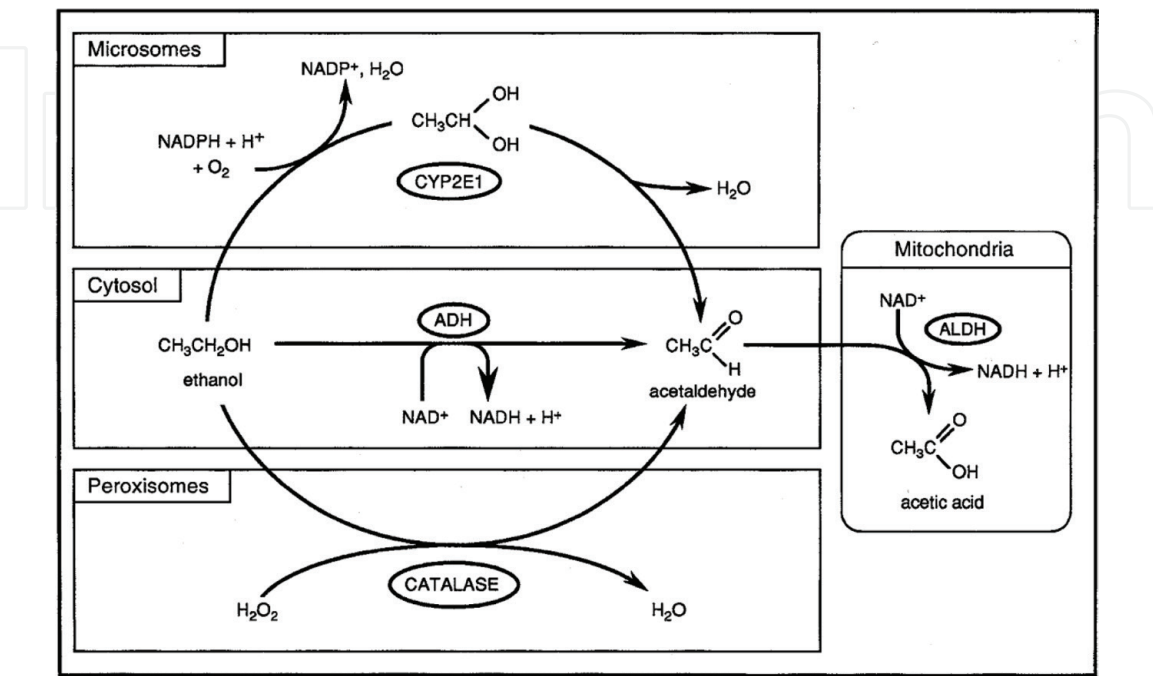 Microsomes
NADP+, H₂O
OH
CH₃CH
OH
NADPH + H⁺
+ O₂
CYP2E1
H₂O
Cytosol
ADH
CH₃CH₂OH
ethanol
NAD⁺
NADH + H⁺
O
CH₃C
H
acetaldehyde
Mitochondria
NAD⁺
ALDH
NADH + H⁺
O
CH₃C
OH
acetic acid
Peroxisomes
CATALASE
H₂O₂
H₂O